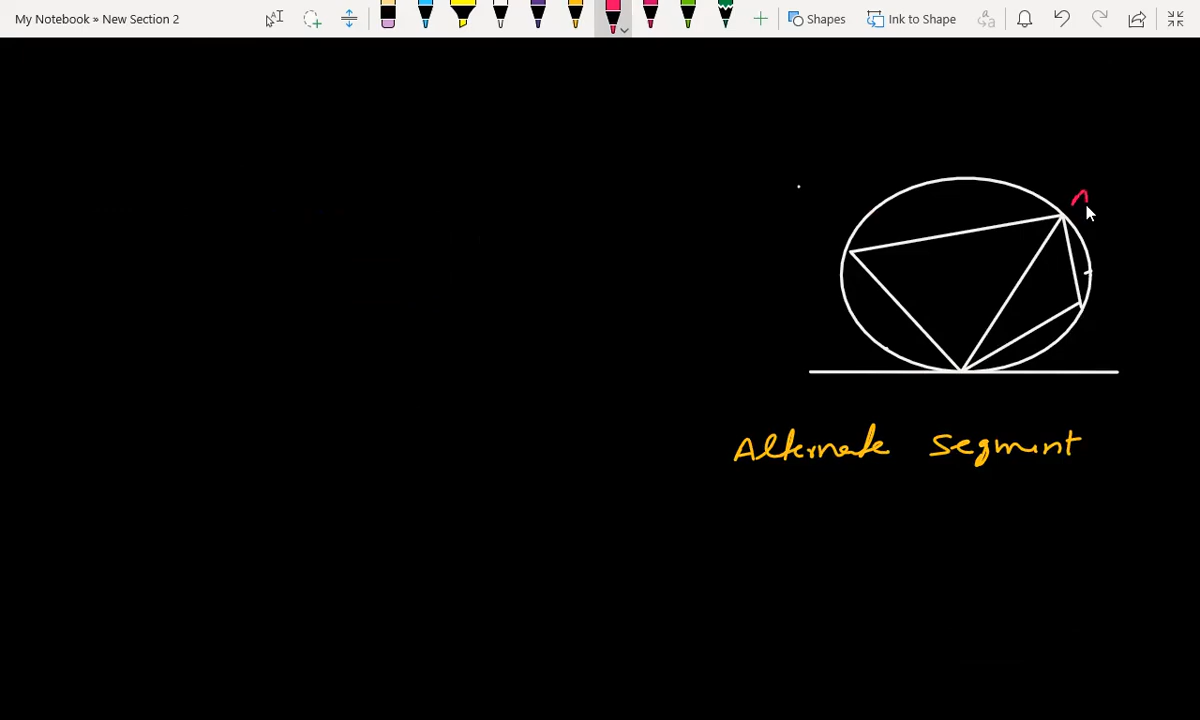 My Notebook » New Section 2
Shapes
Ink to Shape
Alternate Segment